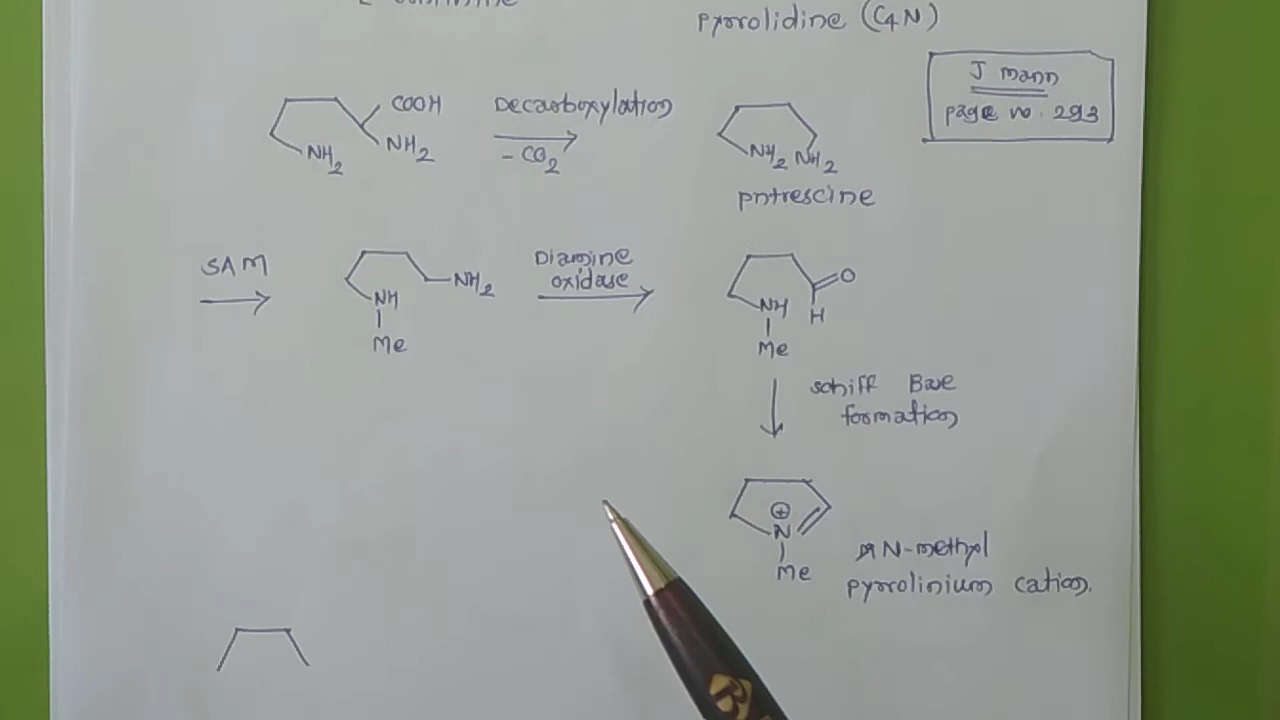 pyrrolidine (C4N)
J mann
page no. 293
COOH
NH2
NH2
Decarboxylation
- CO2
NH2 NH2
putrescine
SAM
NH
Me
NH2
Diamine
oxidase
NH
Me
O
H
schiff Base
formation
⊕
N
Me
N-methyl
pyrrolinium cation.